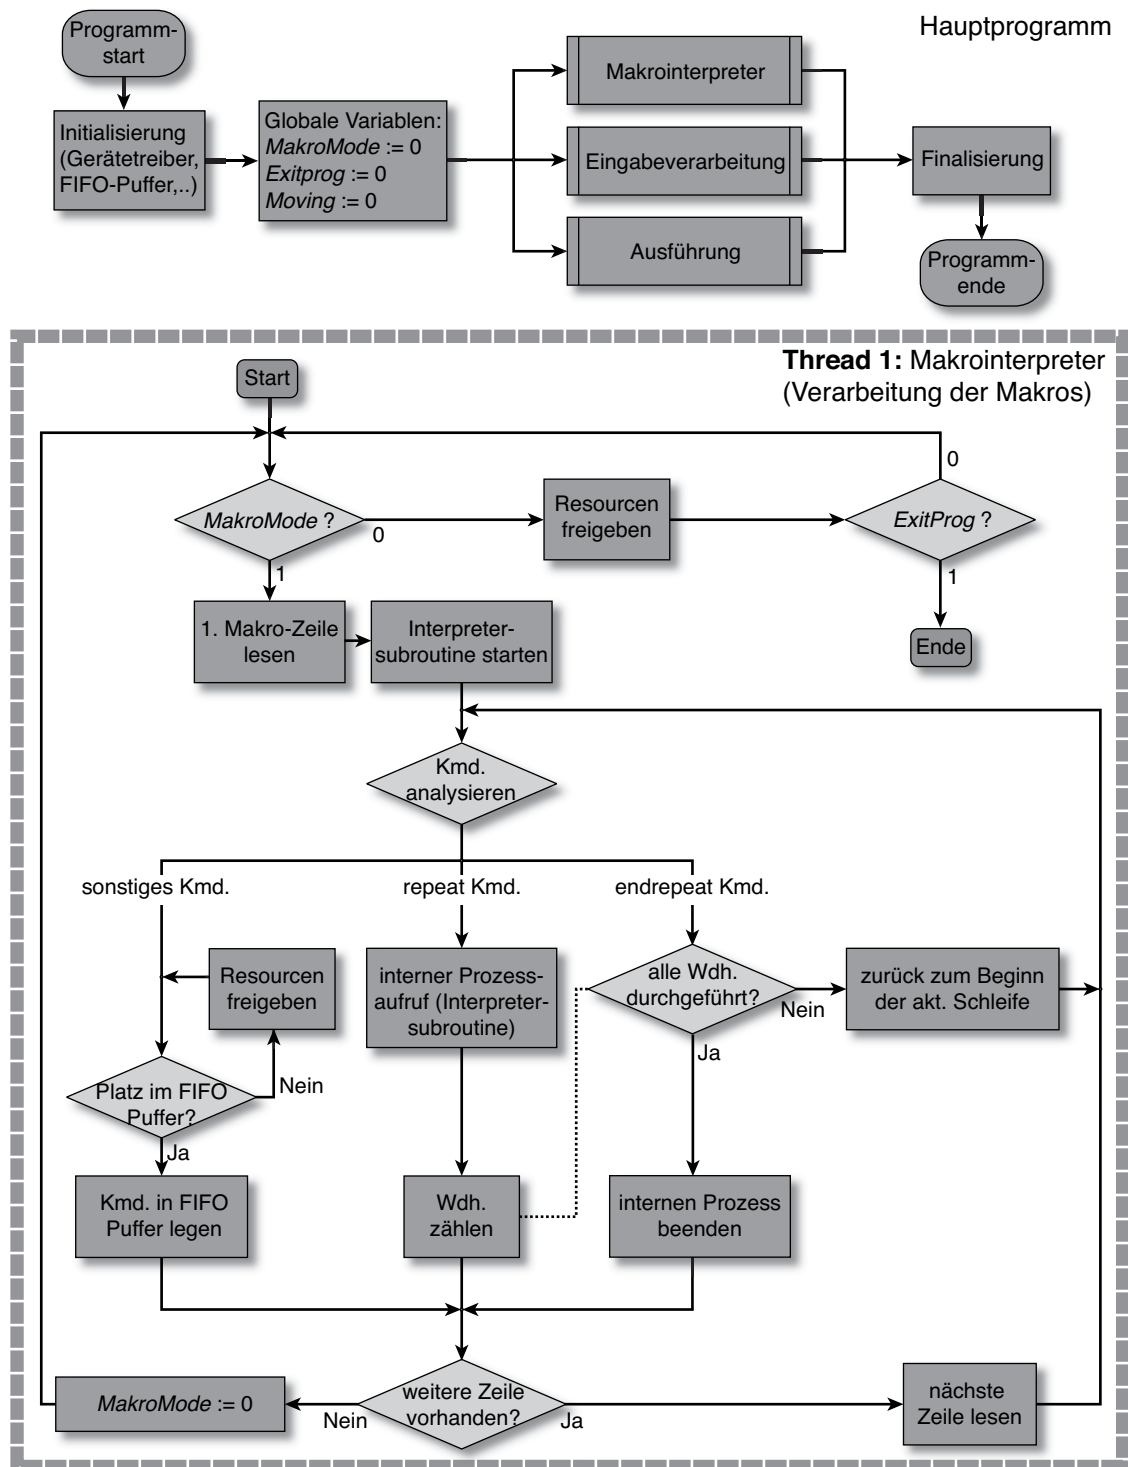 Hauptprogramm
Programm-
start
Initialisierung
(Gerätetreiber,
FIFO-Puffer,..)
Globale Variablen:
MakroMode := 0
Exitprog := 0
Moving := 0
Makrointerpreter
Eingabeverarbeitung
Ausführung
Finalisierung
Programm-
ende
Thread 1: Makrointerpreter
(Verarbeitung der Makros)
Start
MakroMode ?
0
1
Resourcen
freigeben
ExitProg ?
0
1
Ende
1. Makro-Zeile
lesen
Interpreter-
subroutine starten
Kmd.
analysieren
sonstiges Kmd.
repeat Kmd.
endrepeat Kmd.
Resourcen
freigeben
Platz im FIFO
Puffer?
Nein
Ja
Kmd. in FIFO
Puffer legen
interner Prozess-
aufruf (Interpreter-
subroutine)
Wdh.
zählen
alle Wdh.
durchgeführt?
Nein
Ja
zurück zum Beginn
der akt. Schleife
internen Prozess
beenden
weitere Zeile
vorhanden?
Nein
Ja
MakroMode := 0
nächste
Zeile lesen